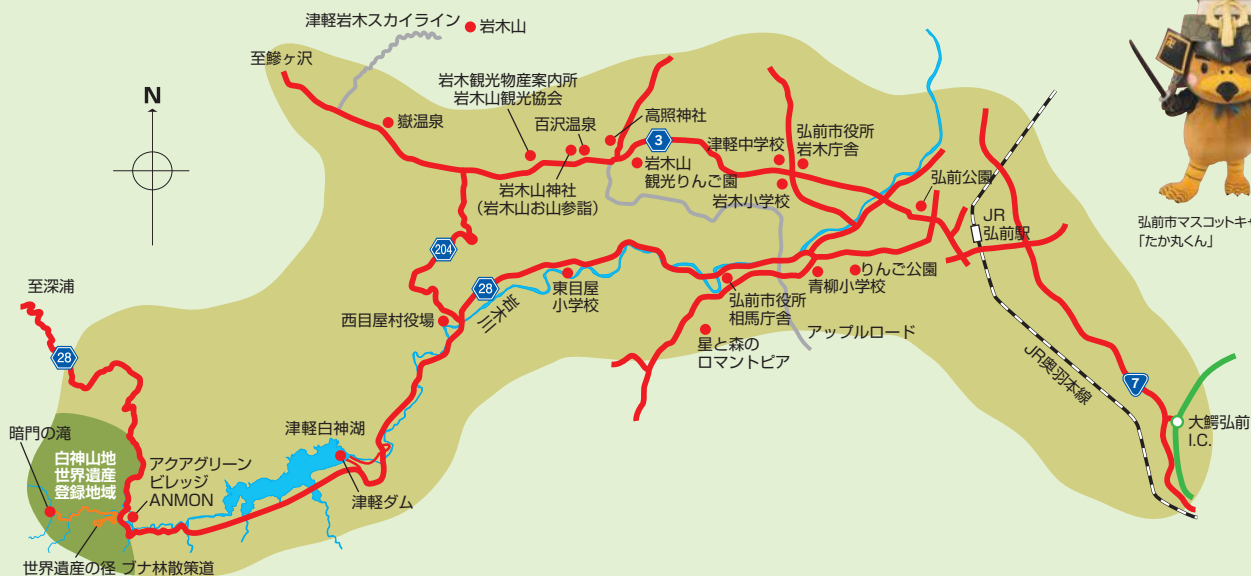 津軽岩木スカイライン
岩木山
至鰺ヶ沢
N
岩木観光物産案内所
岩木山観光協会
嶽温泉
百沢温泉
高照神社
3
津軽中学校
弘前市役所
岩木庁舎
岩木山
観光りんご園
岩木山神社
（岩木山お山参詣）
岩木小学校
弘前公園
JR
弘前駅
弘前市マスコットキャ
「たか丸くん」
204
28
岩木川
東目屋
小学校
西目屋村役場
弘前市役所
相馬庁舎
青柳小学校
りんご公園
星と森の
ロマントピア
アップルロード
JR奥羽本線
7
大鰐弘前
I.C.
至深浦
28
暗門の滝
白神山地
世界遺産
登録地域
アクアグリーン
ビレッジ
ANMON
津軽白神湖
津軽ダム
世界遺産の径 ブナ林散策道